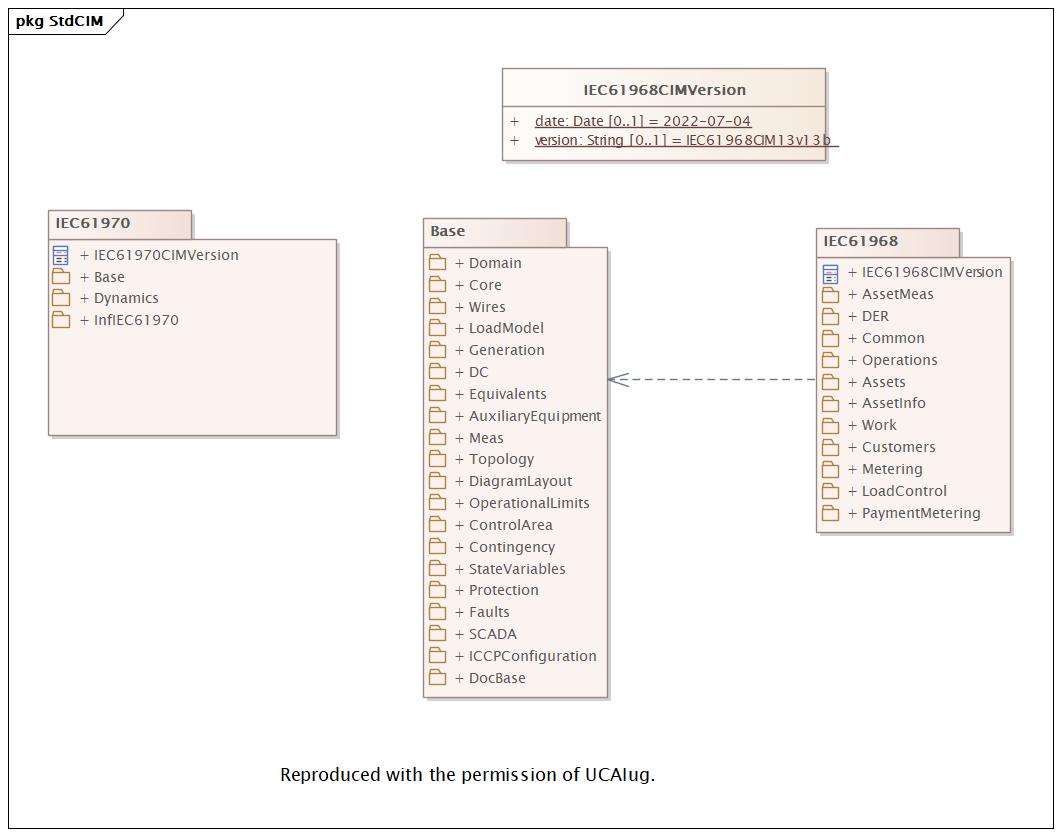 pkg StdCIM
IEC61968CIMVersion
+ date: Date [0..1] = 2022-07-04
+ version: String [0..1] = IEC61968CIM13v13b
IEC61970
+ IEC61970CIMVersion
+ Base
+ Dynamics
+ InfIEC61970
Base
+ Domain
+ Core
+ Wires
+ LoadModel
+ Generation
+ DC
+ Equivalents
+ AuxiliaryEquipment
+ Meas
+ Topology
+ DiagramLayout
+ OperationalLimits
+ ControlArea
+ Contingency
+ StateVariables
+ Protection
+ Faults
+ SCADA
+ ICCPConfiguration
+ DocBase
IEC61968
+ IEC61968CIMVersion
+ AssetMeas
+ DER
+ Common
+ Operations
+ Assets
+ AssetInfo
+ Work
+ Customers
+ Metering
+ LoadControl
+ PaymentMetering
Reproduced with the permission of UCAIug.